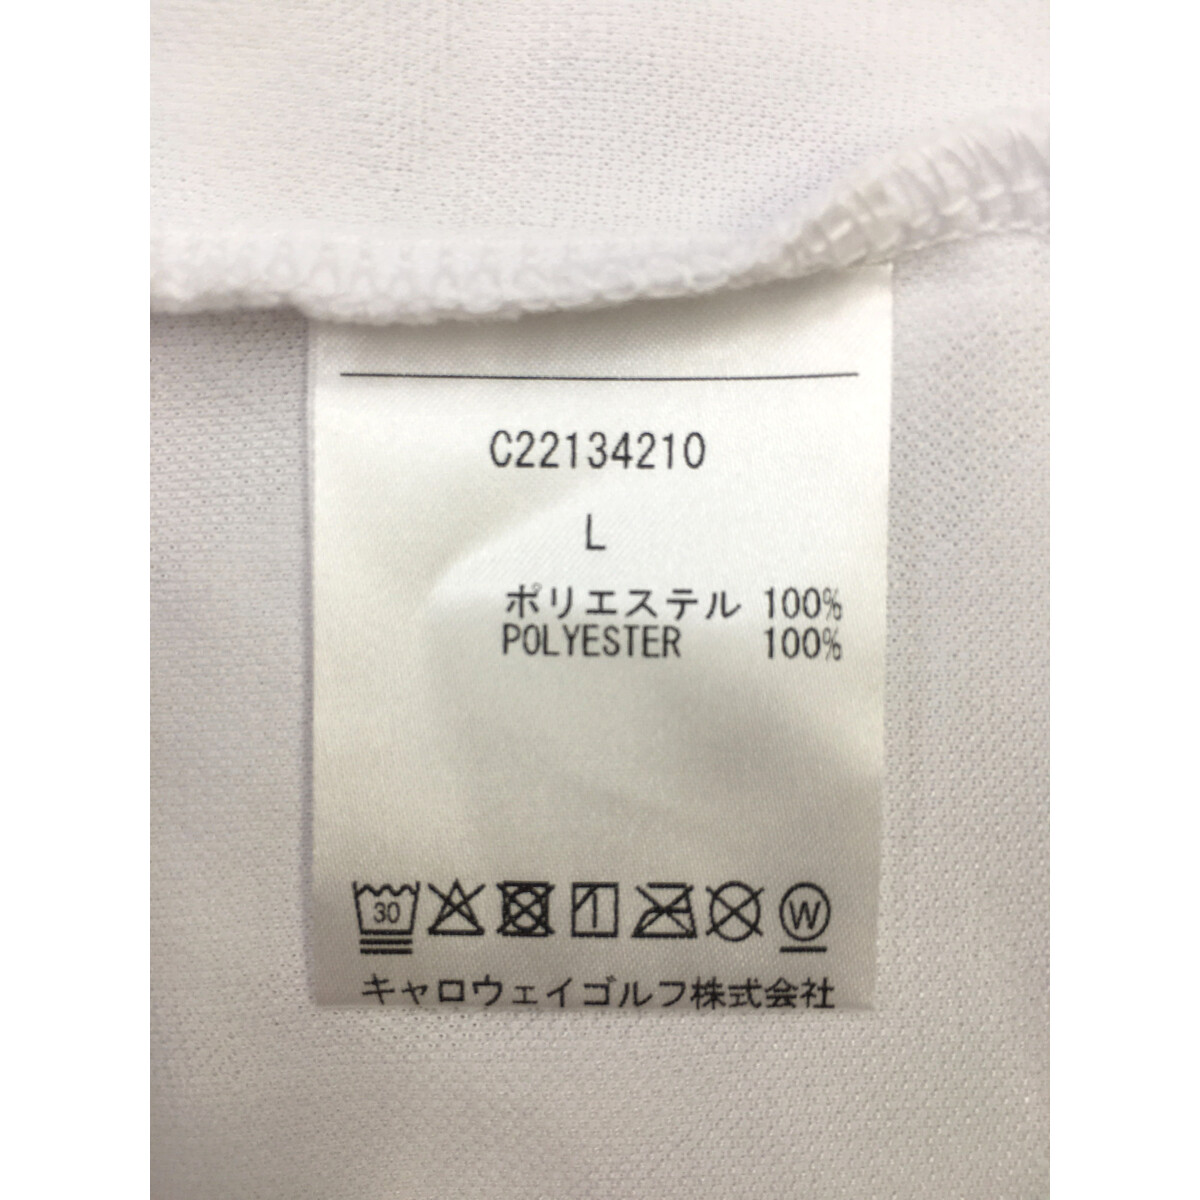 C22134210
L
ポリエステル 100%
POLYESTER 100%
30 W
キャロウェイゴルフ株式会社